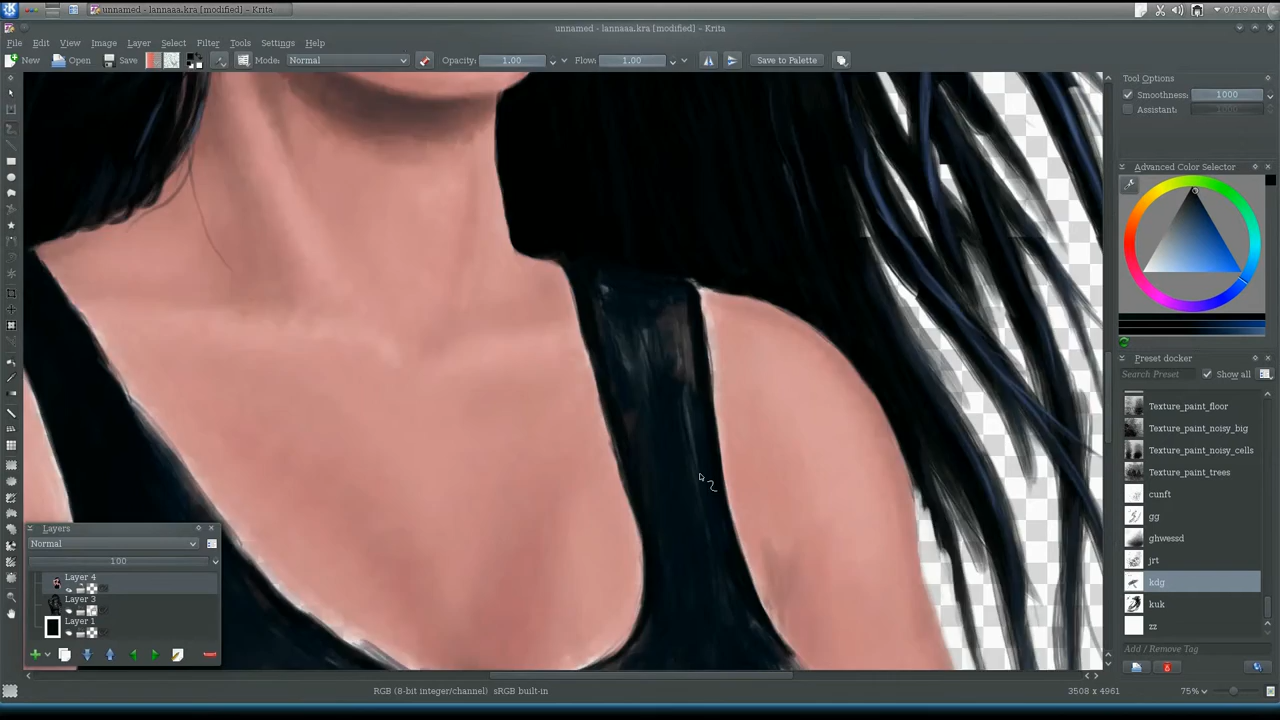 unnamed - lannaaa.kra [modified]
07:19 AM
unnamed - lannaaa.kra [modified] - Krita
File Edit View Image Layer Select Filter Tools Settings Help
New Open Save Mode: Normal Opacity: 1.00 Flow: 1.00 Save to Palette
Tool Options
Smoothness: 1000
Assistant: 1000
Advanced Color Selector
Preset docker
Search Preset Show all
Texture_paint_floor
Texture_paint_noisy_big
Texture_paint_noisy_cells
Texture_paint_trees
cunft
gg
ghwessd
jrt
kdg
kuk
zz
Add / Remove Tag
Layers
Normal
100
Layer 4
Layer 3
Layer 1
RGB (8-bit integer/channel) sRGB built-in
3508 x 4961
75%